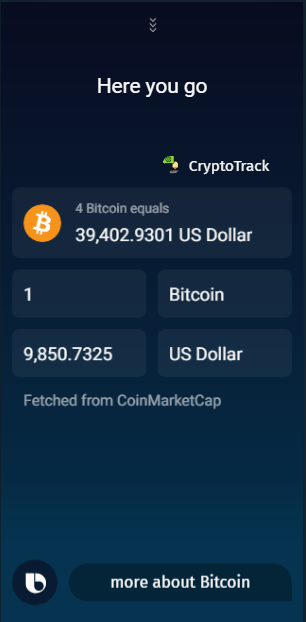 Here you go
CryptoTrack
4 Bitcoin equals
39,402.9301 US Dollar
1 Bitcoin
9,850.7325 US Dollar
Fetched from CoinMarketCap
more about Bitcoin